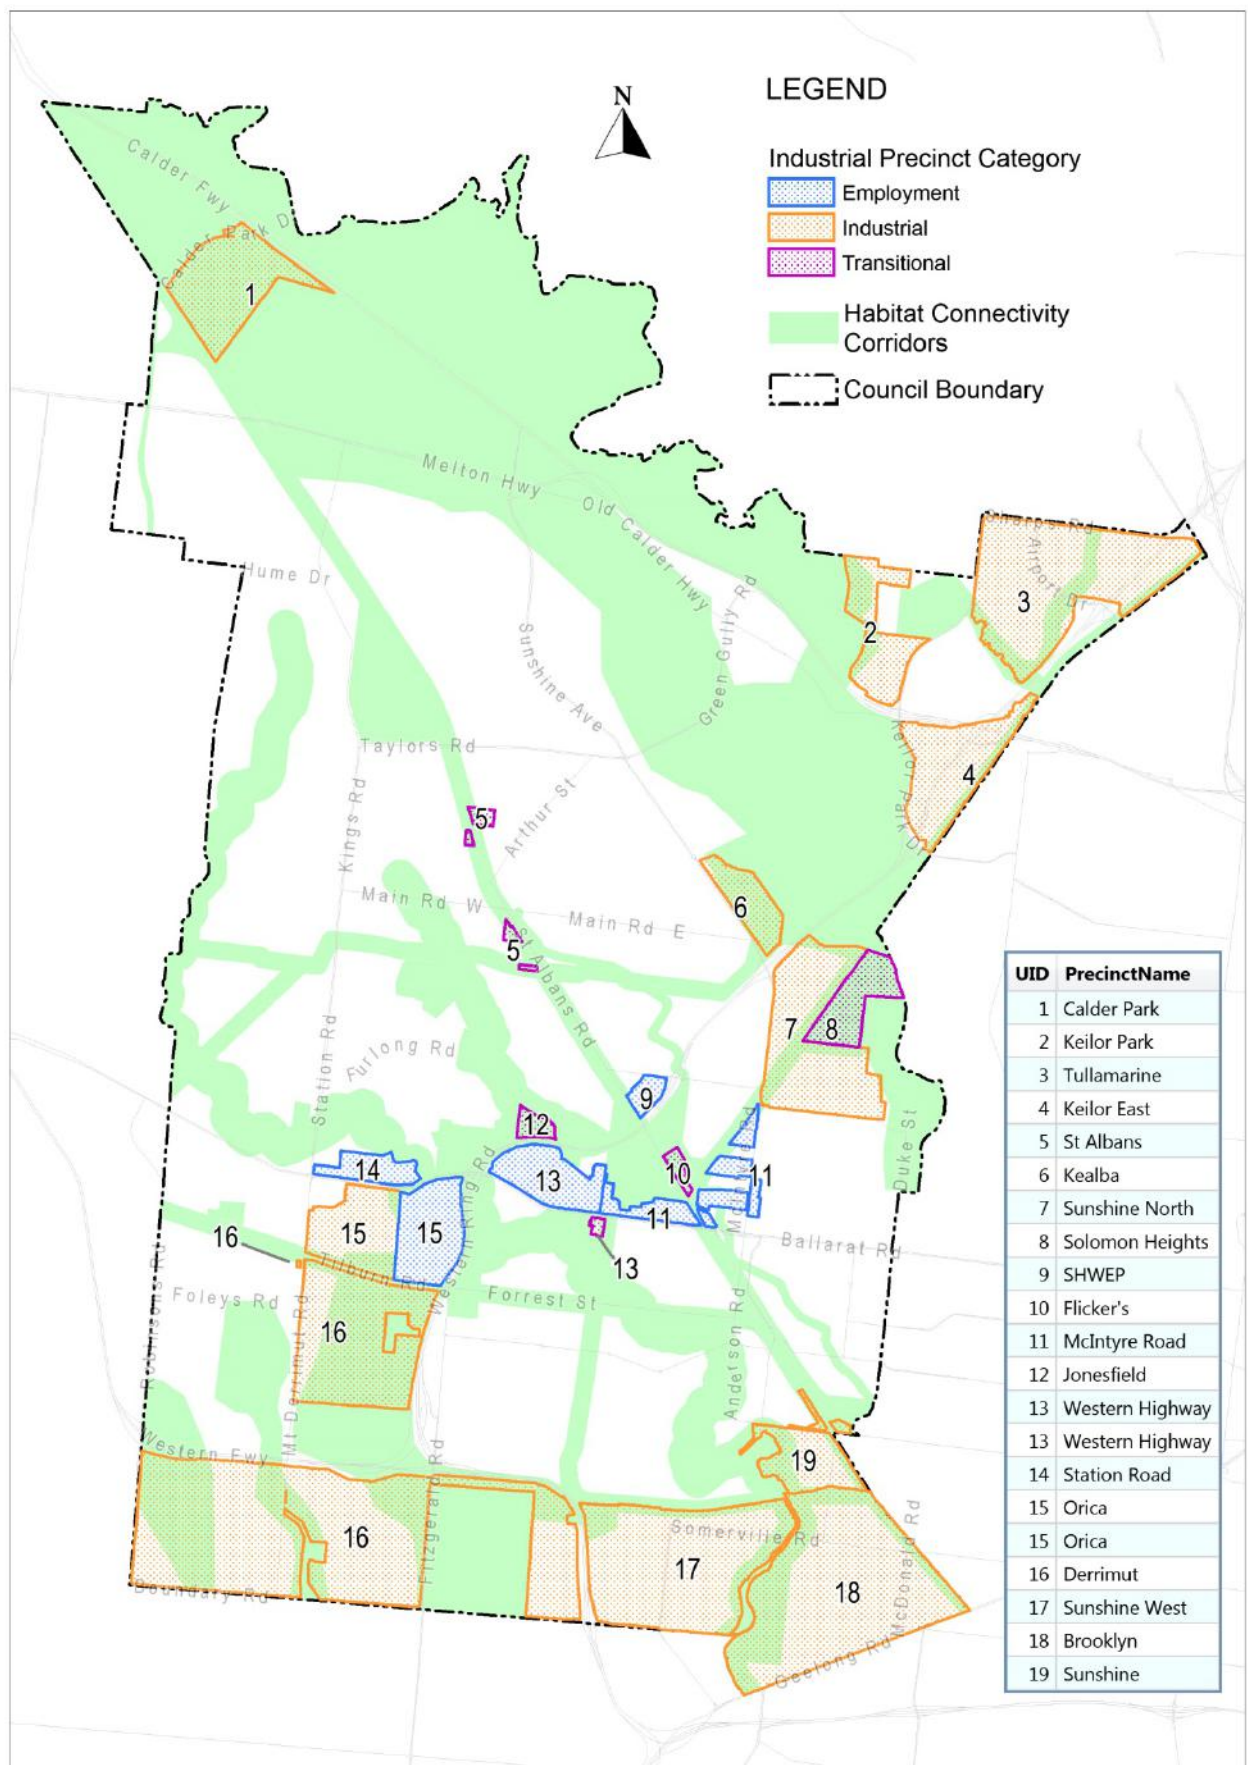 N
LEGEND
Industrial Precinct Category
Employment
Industrial
Transitional
Habitat Connectivity
Corridors
Council Boundary
Calder Fwy
Calder Park D
1
Melton Hwy
Old Calder Hwy
Hume Dr
Sharps Rd
Airport Dr
3
2
Green Gully Rd
Sunshine Ave
Keilor Park Dr
4
Taylors Rd
Kings Rd
Arthur St
5
Main Rd W
Main Rd E
6
5
St Albans Rd
7
8
Station Rd
Furlong Rd
9
12
McIntyre Rd
Duke St
14
13
10
11
11
Western Ring Rd
15
15
16
13
Ballarat Rd
Tilburn Rd
Robinsons Rd
Foleys Rd
Forrest St
Mt Derrimut Rd
16
Anderson Rd
Western Fwy
Fitzgerald Rd
19
16
Somerville Rd
17
18
McDonald Rd
Boundary Rd
Geelong Rd
UID PrecinctName
1 Calder Park
2 Keilor Park
3 Tullamarine
4 Keilor East
5 St Albans
6 Kealba
7 Sunshine North
8 Solomon Heights
9 SHWEP
10 Flicker's
11 McIntyre Road
12 Jonesfield
13 Western Highway
13 Western Highway
14 Station Road
15 Orica
15 Orica
16 Derrimut
17 Sunshine West
18 Brooklyn
19 Sunshine